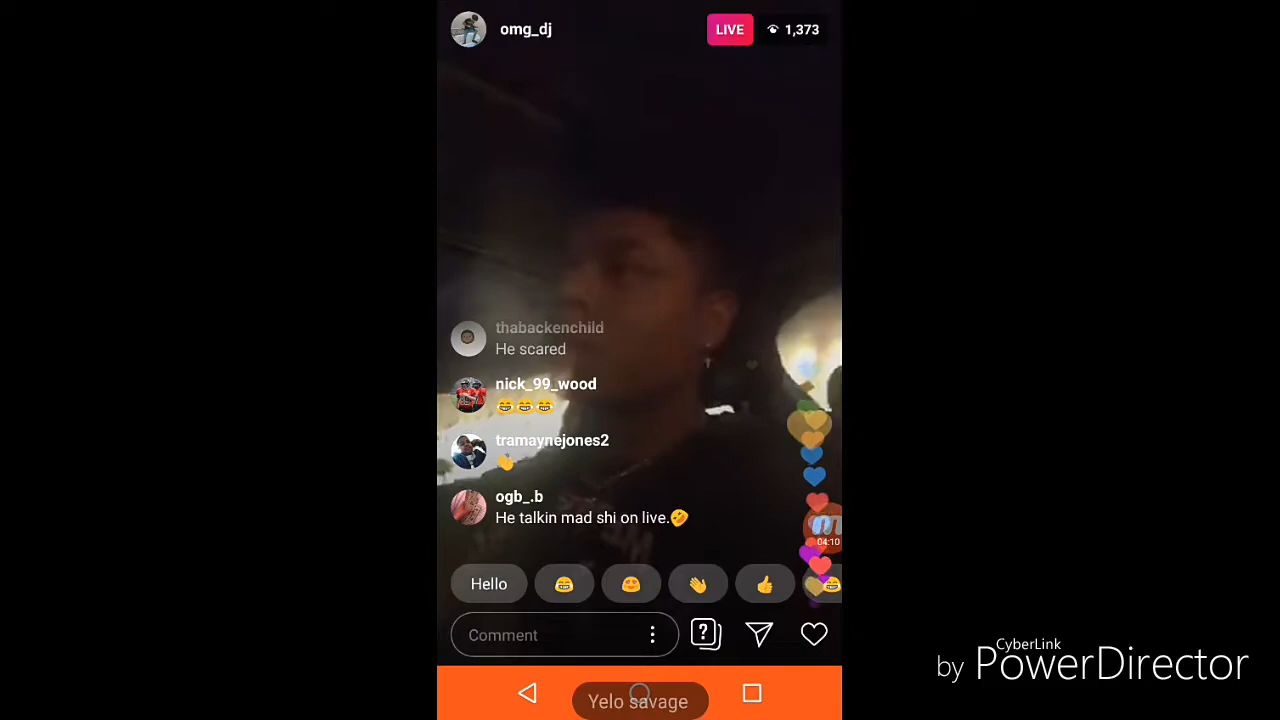 omg_dj
LIVE
1,373
thabackenchild
He scared
nick_99_wood
😂😂😂
tramaynejones2
👏
ogb_.b
He talkin mad shi on live.🤣
04:10
Hello
Comment
?
Yelo savage
CyberLink
by PowerDirector